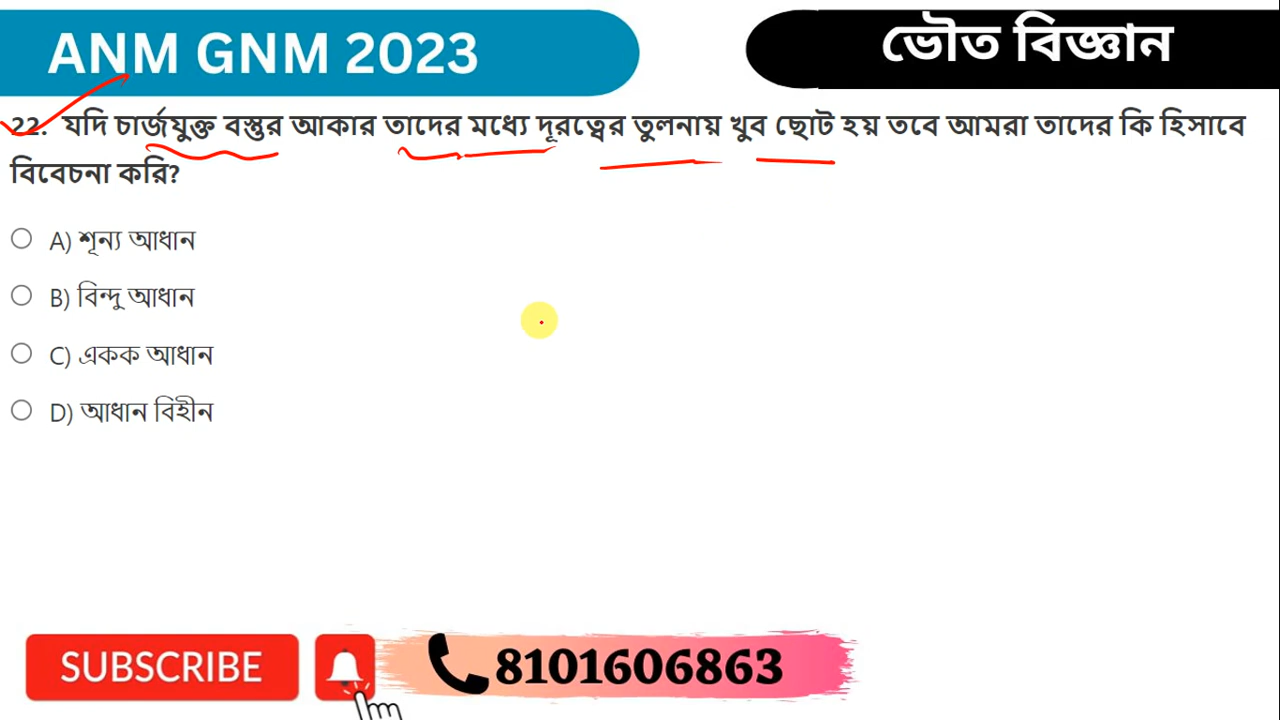 ANM GNM 2023
ভৌত বিজ্ঞান
22. যদি চার্জযুক্ত বস্তুর আকার তাদের মধ্যে দূরত্বের তুলনায় খুব ছোট হয় তবে আমরা তাদের কি হিসাবে
বিবেচনা করি?
A) শূন্য আধান
B) বিন্দু আধান
C) একক আধান
D) আধান বিহীন
SUBSCRIBE
8101606863